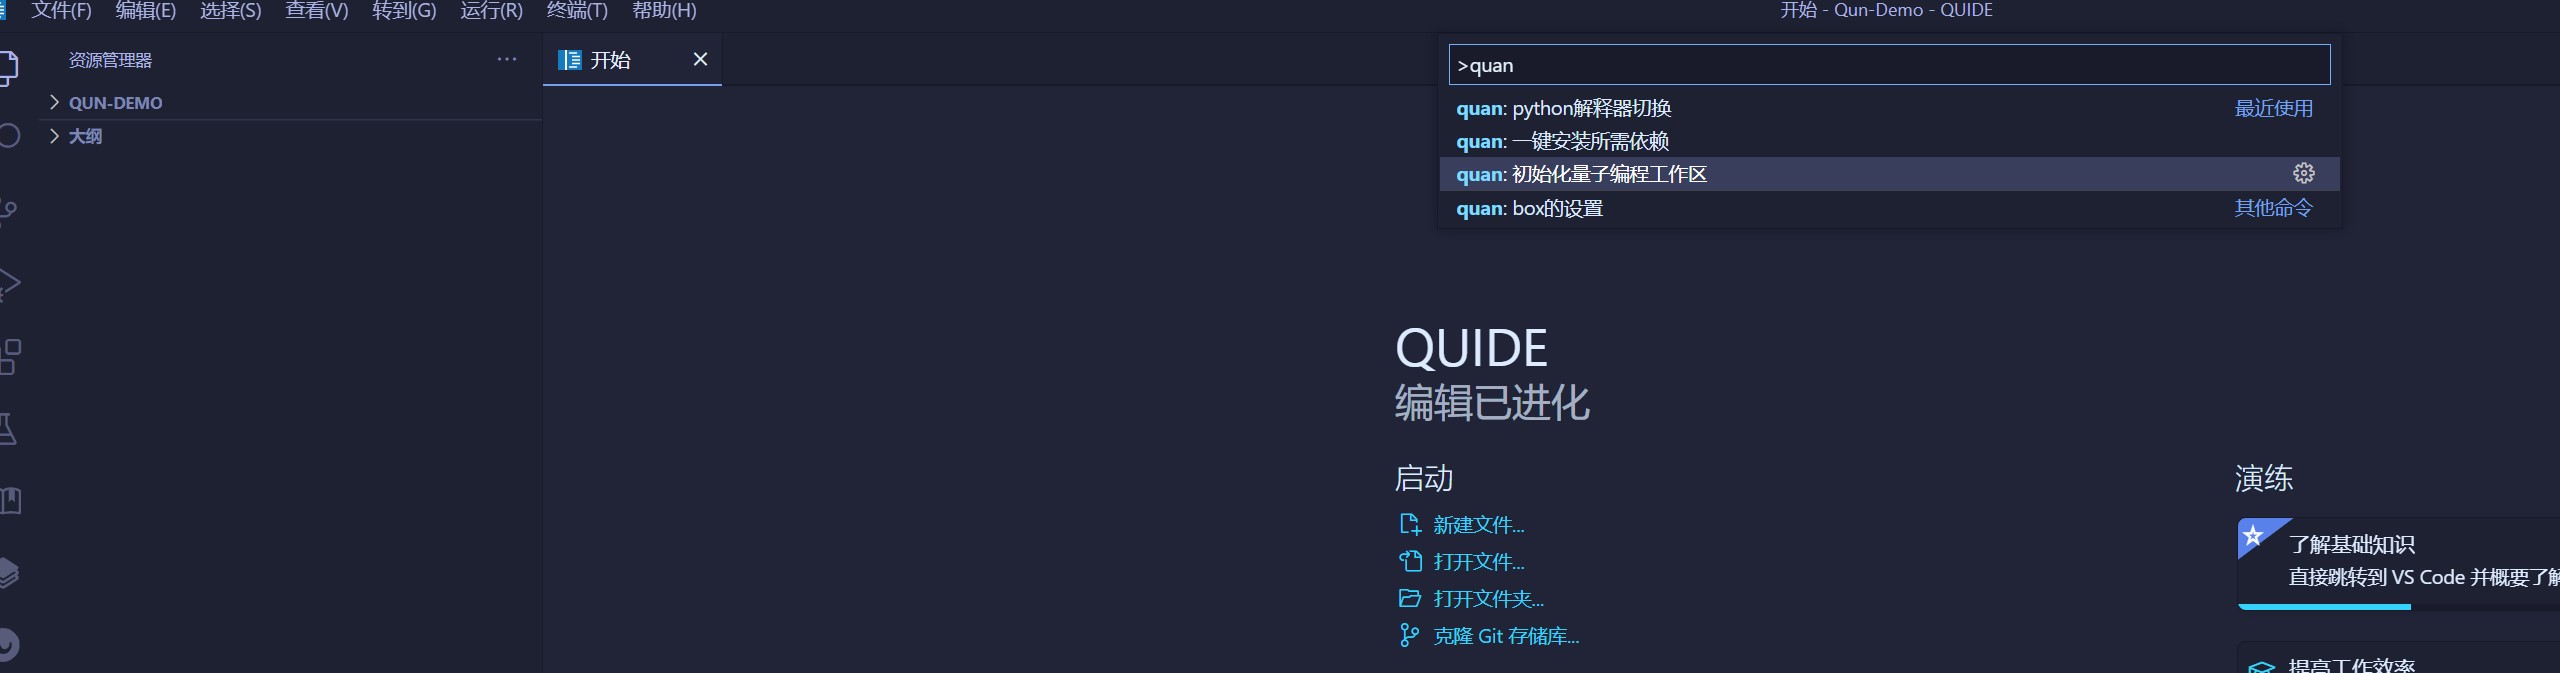 文件(F) 编辑(E) 选择(S) 查看(V) 转到(G) 运行(R) 终端(T) 帮助(H) 开始 - Qun-Demo - QUIDE
资源管理器 ···
QUN-DEMO
大纲
开始
>quan
quan: python解释器切换 最近使用
quan: 一键安装所需依赖
quan: 初始化量子编程工作区
quan: box的设置 其他命令
QUIDE
编辑已进化
启动
新建文件...
打开文件...
打开文件夹...
克隆 Git 存储库...
演练
了解基础知识
直接跳转到 VS Code 并概要了解
提高工作效率